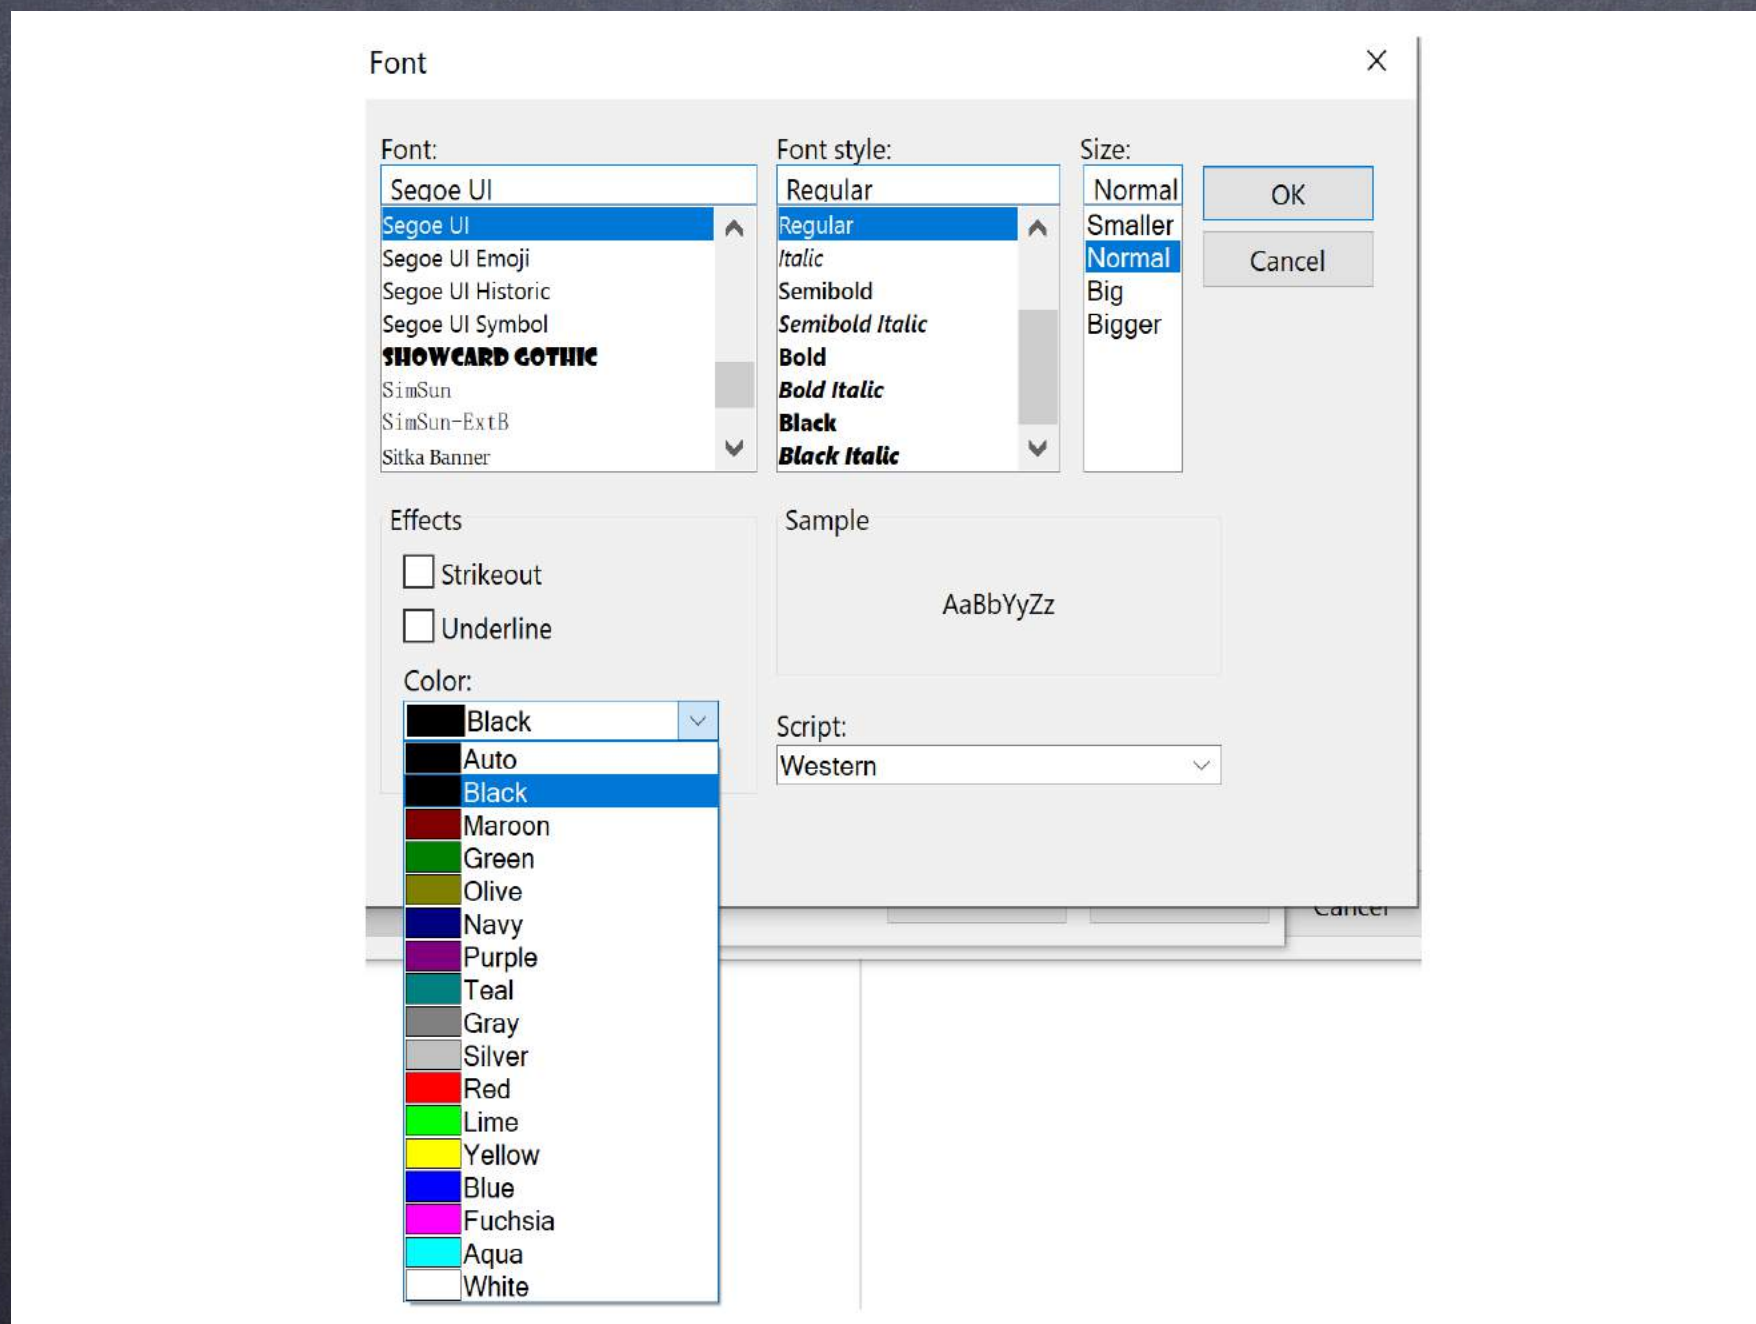 Font
Font:
Segoe UI
Segoe UI
Segoe UI Emoji
Segoe UI Historic
Segoe UI Symbol
SHOWCARD GOTHIC
SimSun
SimSun-ExtB
Sitka Banner
Font style:
Regular
Regular
Italic
Semibold
Semibold Italic
Bold
Bold Italic
Black
Black Italic
Size:
Normal
Smaller
Normal
Big
Bigger
OK
Cancel
Effects
Strikeout
Underline
Color:
Black
Auto
Black
Maroon
Green
Olive
Navy
Purple
Teal
Gray
Silver
Red
Lime
Yellow
Blue
Fuchsia
Aqua
White
Sample
AaBbYyZz
Script:
Western
Cancel